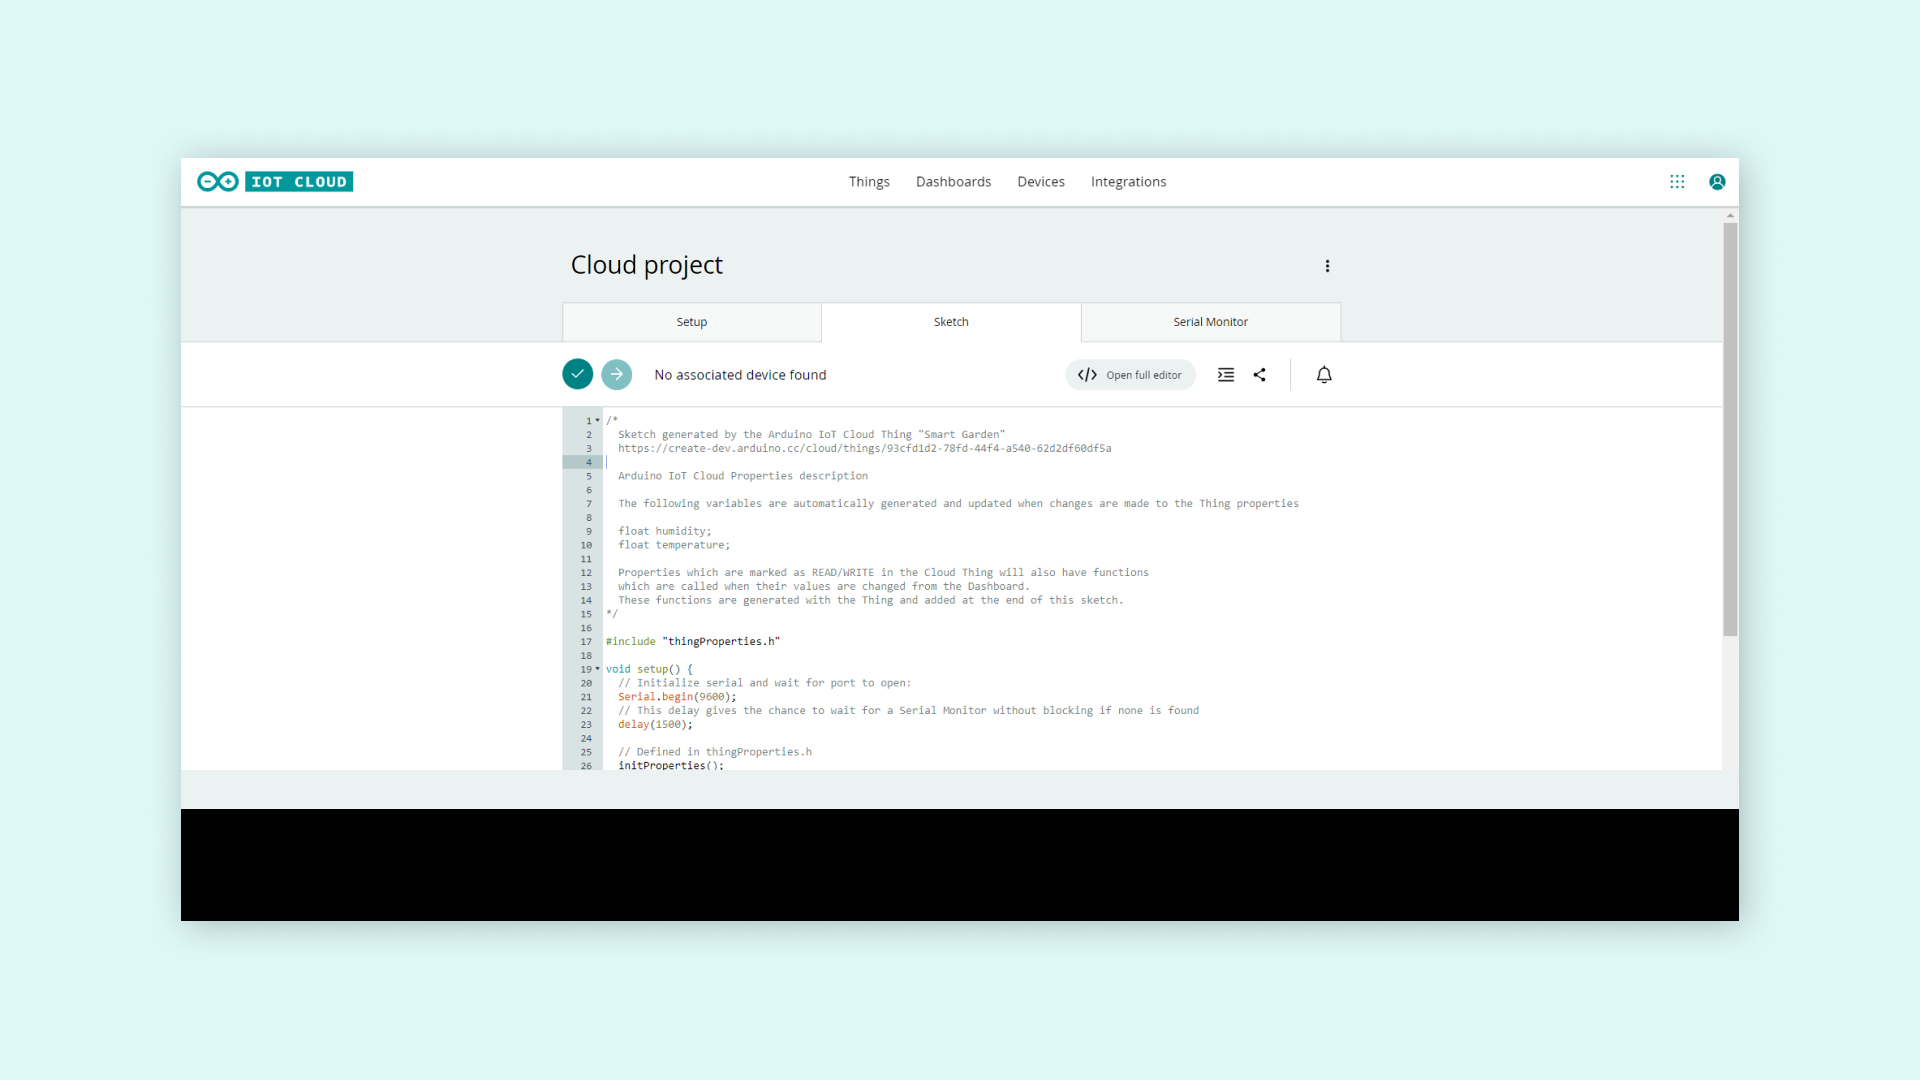 IOT CLOUD
Things Dashboards Devices Integrations
Cloud project
Setup Sketch Serial Monitor
No associated device found </> Open full editor
1 /*
2 Sketch generated by the Arduino IoT Cloud Thing "Smart Garden"
3 https://create-dev.arduino.cc/cloud/things/93cfd1d2-78fd-44f4-a540-62d2df60df5a
4
5 Arduino IoT Cloud Properties description
6
7 The following variables are automatically generated and updated when changes are made to the Thing properties
8
9 float humidity;
10 float temperature;
11
12 Properties which are marked as READ/WRITE in the Cloud Thing will also have functions
13 which are called when their values are changed from the Dashboard.
14 These functions are generated with the Thing and added at the end of this sketch.
15 */
16
17 #include "thingProperties.h"
18
19 void setup() {
20 // Initialize serial and wait for port to open:
21 Serial.begin(9600);
22 // This delay gives the chance to wait for a Serial Monitor without blocking if none is found
23 delay(1500);
24
25 // Defined in thingProperties.h
26 initProperties();